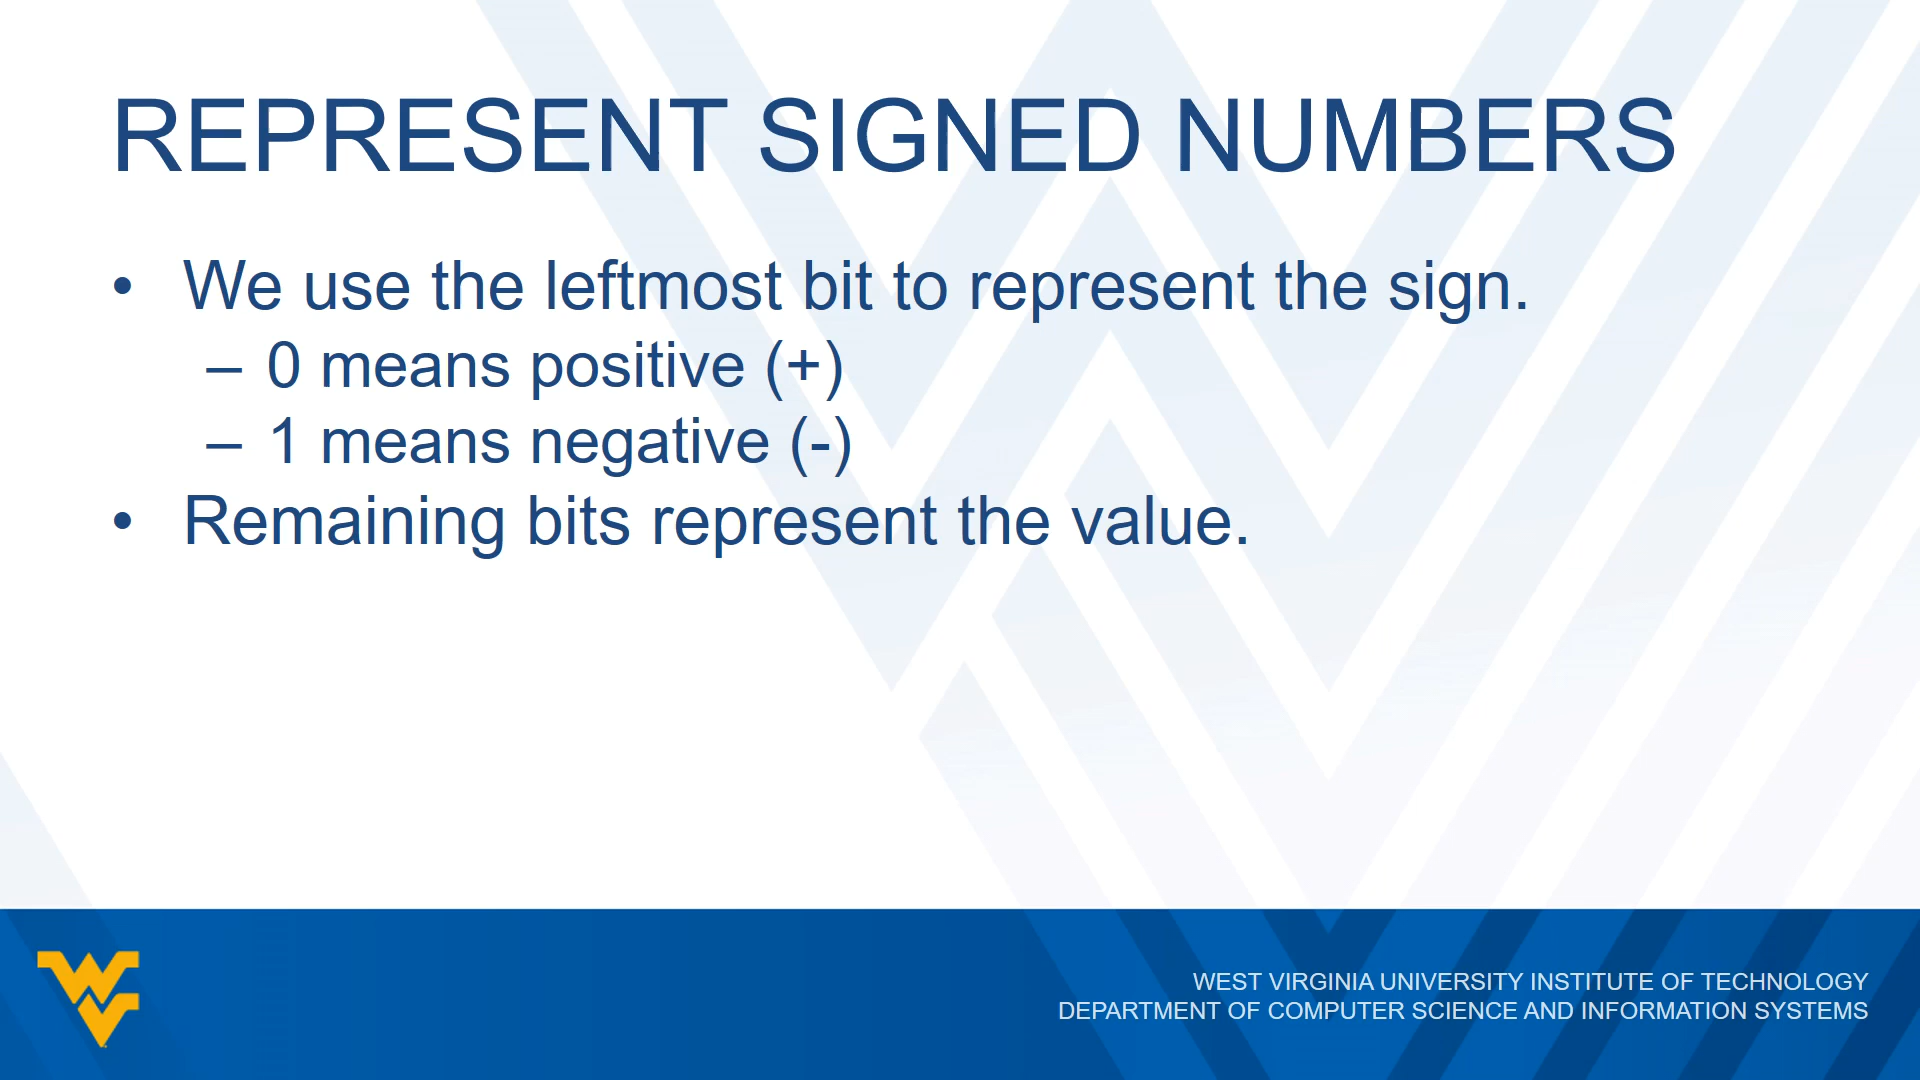 REPRESENT SIGNED NUMBERS
• We use the leftmost bit to represent the sign.
– 0 means positive (+)
– 1 means negative (-)
• Remaining bits represent the value.
WEST VIRGINIA UNIVERSITY INSTITUTE OF TECHNOLOGY
DEPARTMENT OF COMPUTER SCIENCE AND INFORMATION SYSTEMS